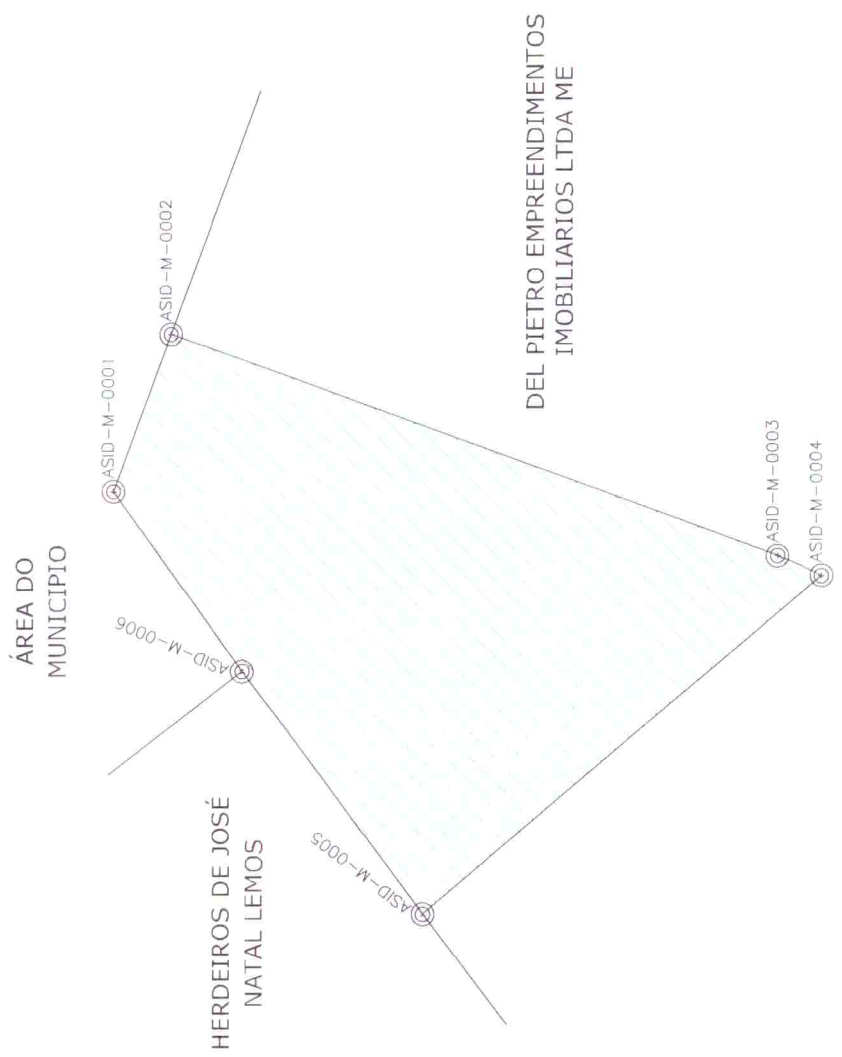 ÁREA DO
MUNICIPIO
HERDEIROS DE JOSÉ
NATAL LEMOS
DEL PIETRO EMPREENDIMENTOS
IMOBILIARIOS LTDA ME
ASID-M-0001
ASID-M-0002
ASID-M-0003
ASID-M-0004
ASID-M-0005
ASID-M-0006